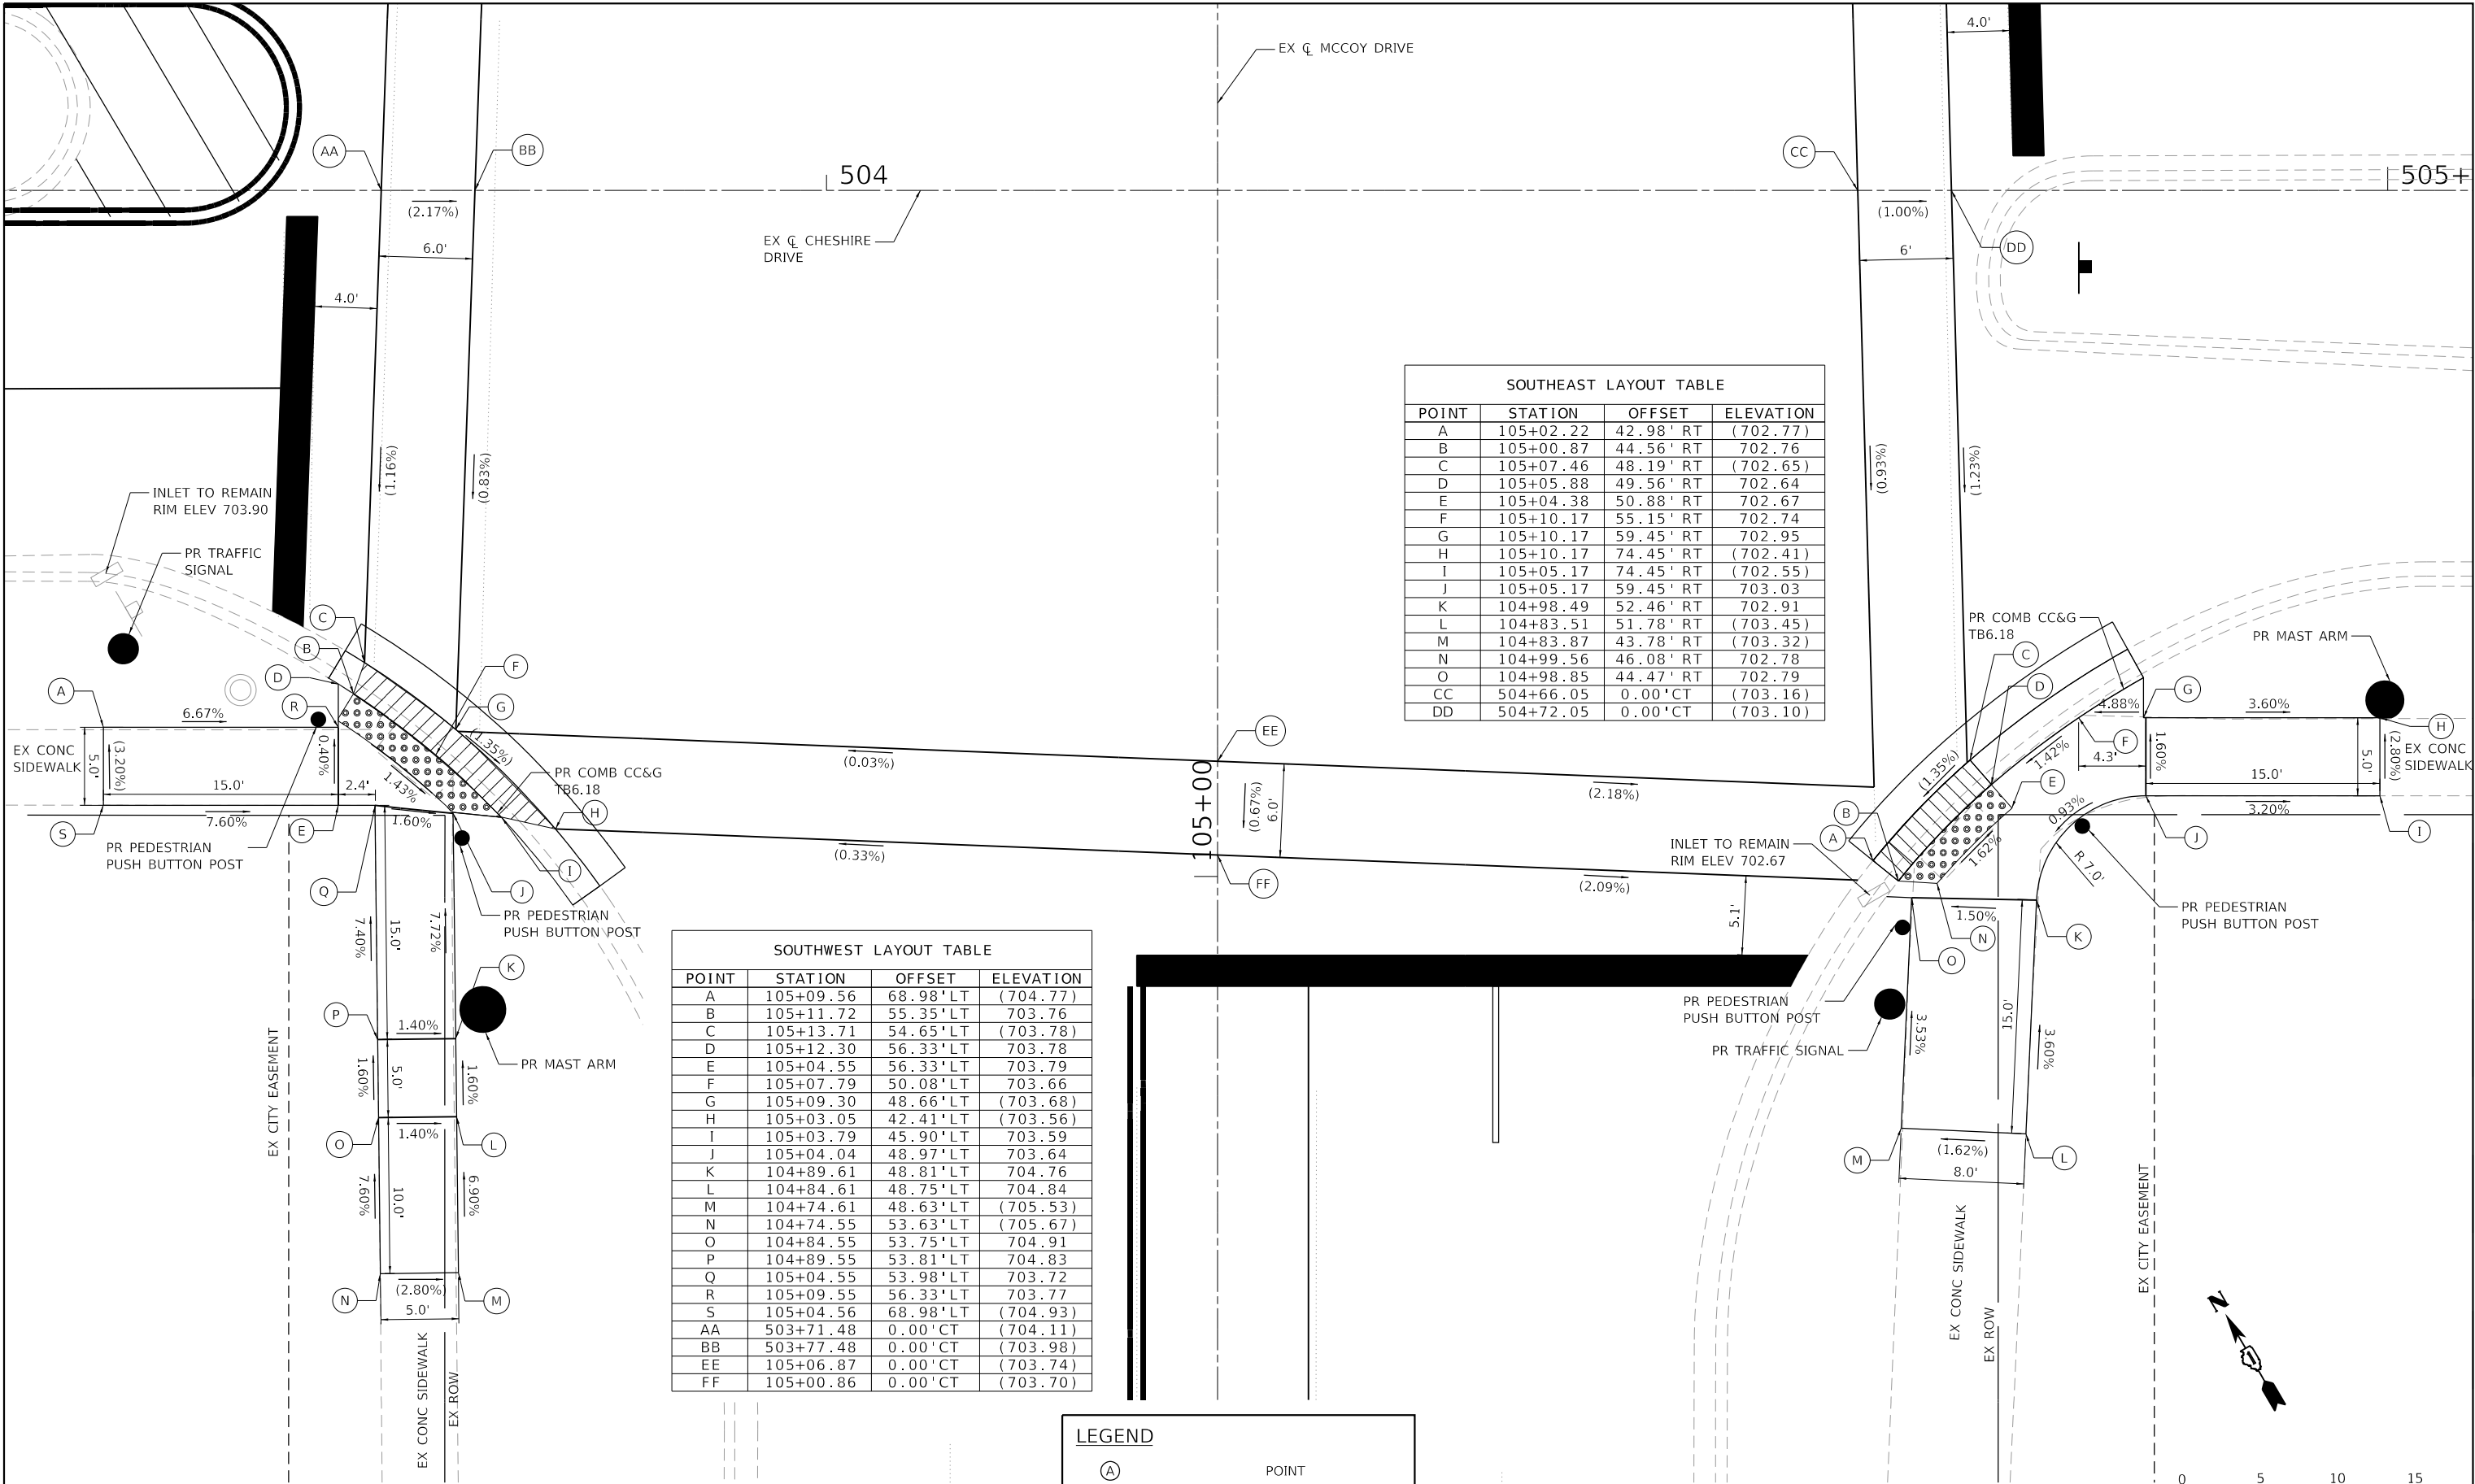 EX ℄ MCCOY DRIVE
4.0'
AA
BB
CC
504
505+
(2.17%)
(1.00%)
EX ℄ CHESHIRE
DRIVE
6.0'
6'
DD
4.0'
(1.16%)
(0.83%)
(0.93%)
(1.23%)
SOUTHEAST LAYOUT TABLE
POINT STATION OFFSET ELEVATION
A 105+02.22 42.98' RT (702.77)
B 105+00.87 44.56' RT 702.76
C 105+07.46 48.19' RT (702.65)
D 105+05.88 49.56' RT 702.64
E 105+04.38 50.88' RT 702.67
F 105+10.17 55.15' RT 702.74
G 105+10.17 59.45' RT 702.95
H 105+10.17 74.45' RT (702.41)
I 105+05.17 74.45' RT (702.55)
J 105+05.17 59.45' RT 703.03
K 104+98.49 52.46' RT 702.91
L 104+83.51 51.78' RT (703.45)
M 104+83.87 43.78' RT (703.32)
N 104+99.56 46.08' RT 702.78
O 104+98.85 44.47' RT 702.79
CC 504+66.05 0.00'CT (703.16)
DD 504+72.05 0.00'CT (703.10)
INLET TO REMAIN
RIM ELEV 703.90
PR TRAFFIC
SIGNAL
C
B
D
A
R
F
G
6.67%
EX CONC
SIDEWALK
5.0'
(3.20%)
15.0'
2.4'
0.40%
1.43%
(1.35%)
7.60%
1.60%
S
E
PR COMB CC&G
TB6.18
H
I
J
Q
PR PEDESTRIAN
PUSH BUTTON POST
PR PEDESTRIAN
PUSH BUTTON POST
EE
(0.03%)
(2.18%)
105+00
(0.97%)
6.0'
(0.33%)
(2.09%)
FF
5.1'
PR COMB CC&G
TB6.18
PR MAST ARM
C
D
G
4.88%
3.60%
H
F
(1.35%)
1.42%
4.3'
1.60%
5.0'
(2.80%)
EX CONC
SIDEWALK
15.0'
E
B
A
0.93%
3.20%
1.62%
J
I
R 7.0'
INLET TO REMAIN
RIM ELEV 702.67
PR PEDESTRIAN
PUSH BUTTON POST
1.50%
N
K
O
PR PEDESTRIAN
PUSH BUTTON POST
PR TRAFFIC SIGNAL
3.53%
15.0'
3.60%
(1.62%)
M
L
8.0'
EX CONC SIDEWALK
EX ROW
EX CITY EASEMENT
7.40%
15.0'
7.72%
K
P
1.40%
PR MAST ARM
1.60%
5.0'
1.60%
O
1.40%
L
7.60%
10.0'
6.90%
N
(2.80%)
M
5.0'
EX CITY EASEMENT
EX CONC SIDEWALK
EX ROW
SOUTHWEST LAYOUT TABLE
POINT STATION OFFSET ELEVATION
A 105+09.56 68.98'LT (704.77)
B 105+11.72 55.35'LT 703.76
C 105+13.71 54.65'LT (703.78)
D 105+12.30 56.33'LT 703.78
E 105+04.55 56.33'LT 703.79
F 105+07.79 50.08'LT 703.66
G 105+09.30 48.66'LT (703.68)
H 105+03.05 42.41'LT (703.56)
I 105+03.79 45.90'LT 703.59
J 105+04.04 48.97'LT 703.64
K 104+89.61 48.81'LT 704.76
L 104+84.61 48.75'LT 704.84
M 104+74.61 48.63'LT (705.53)
N 104+74.55 53.63'LT (705.67)
O 104+84.55 53.75'LT 704.91
P 104+89.55 53.81'LT 704.83
Q 105+04.55 53.98'LT 703.72
R 105+09.55 56.33'LT 703.77
S 105+04.56 68.98'LT (704.93)
AA 503+71.48 0.00'CT (704.11)
BB 503+77.48 0.00'CT (703.98)
EE 105+06.87 0.00'CT (703.74)
FF 105+00.86 0.00'CT (703.70)
N
LEGEND
A POINT
0 5 10 15